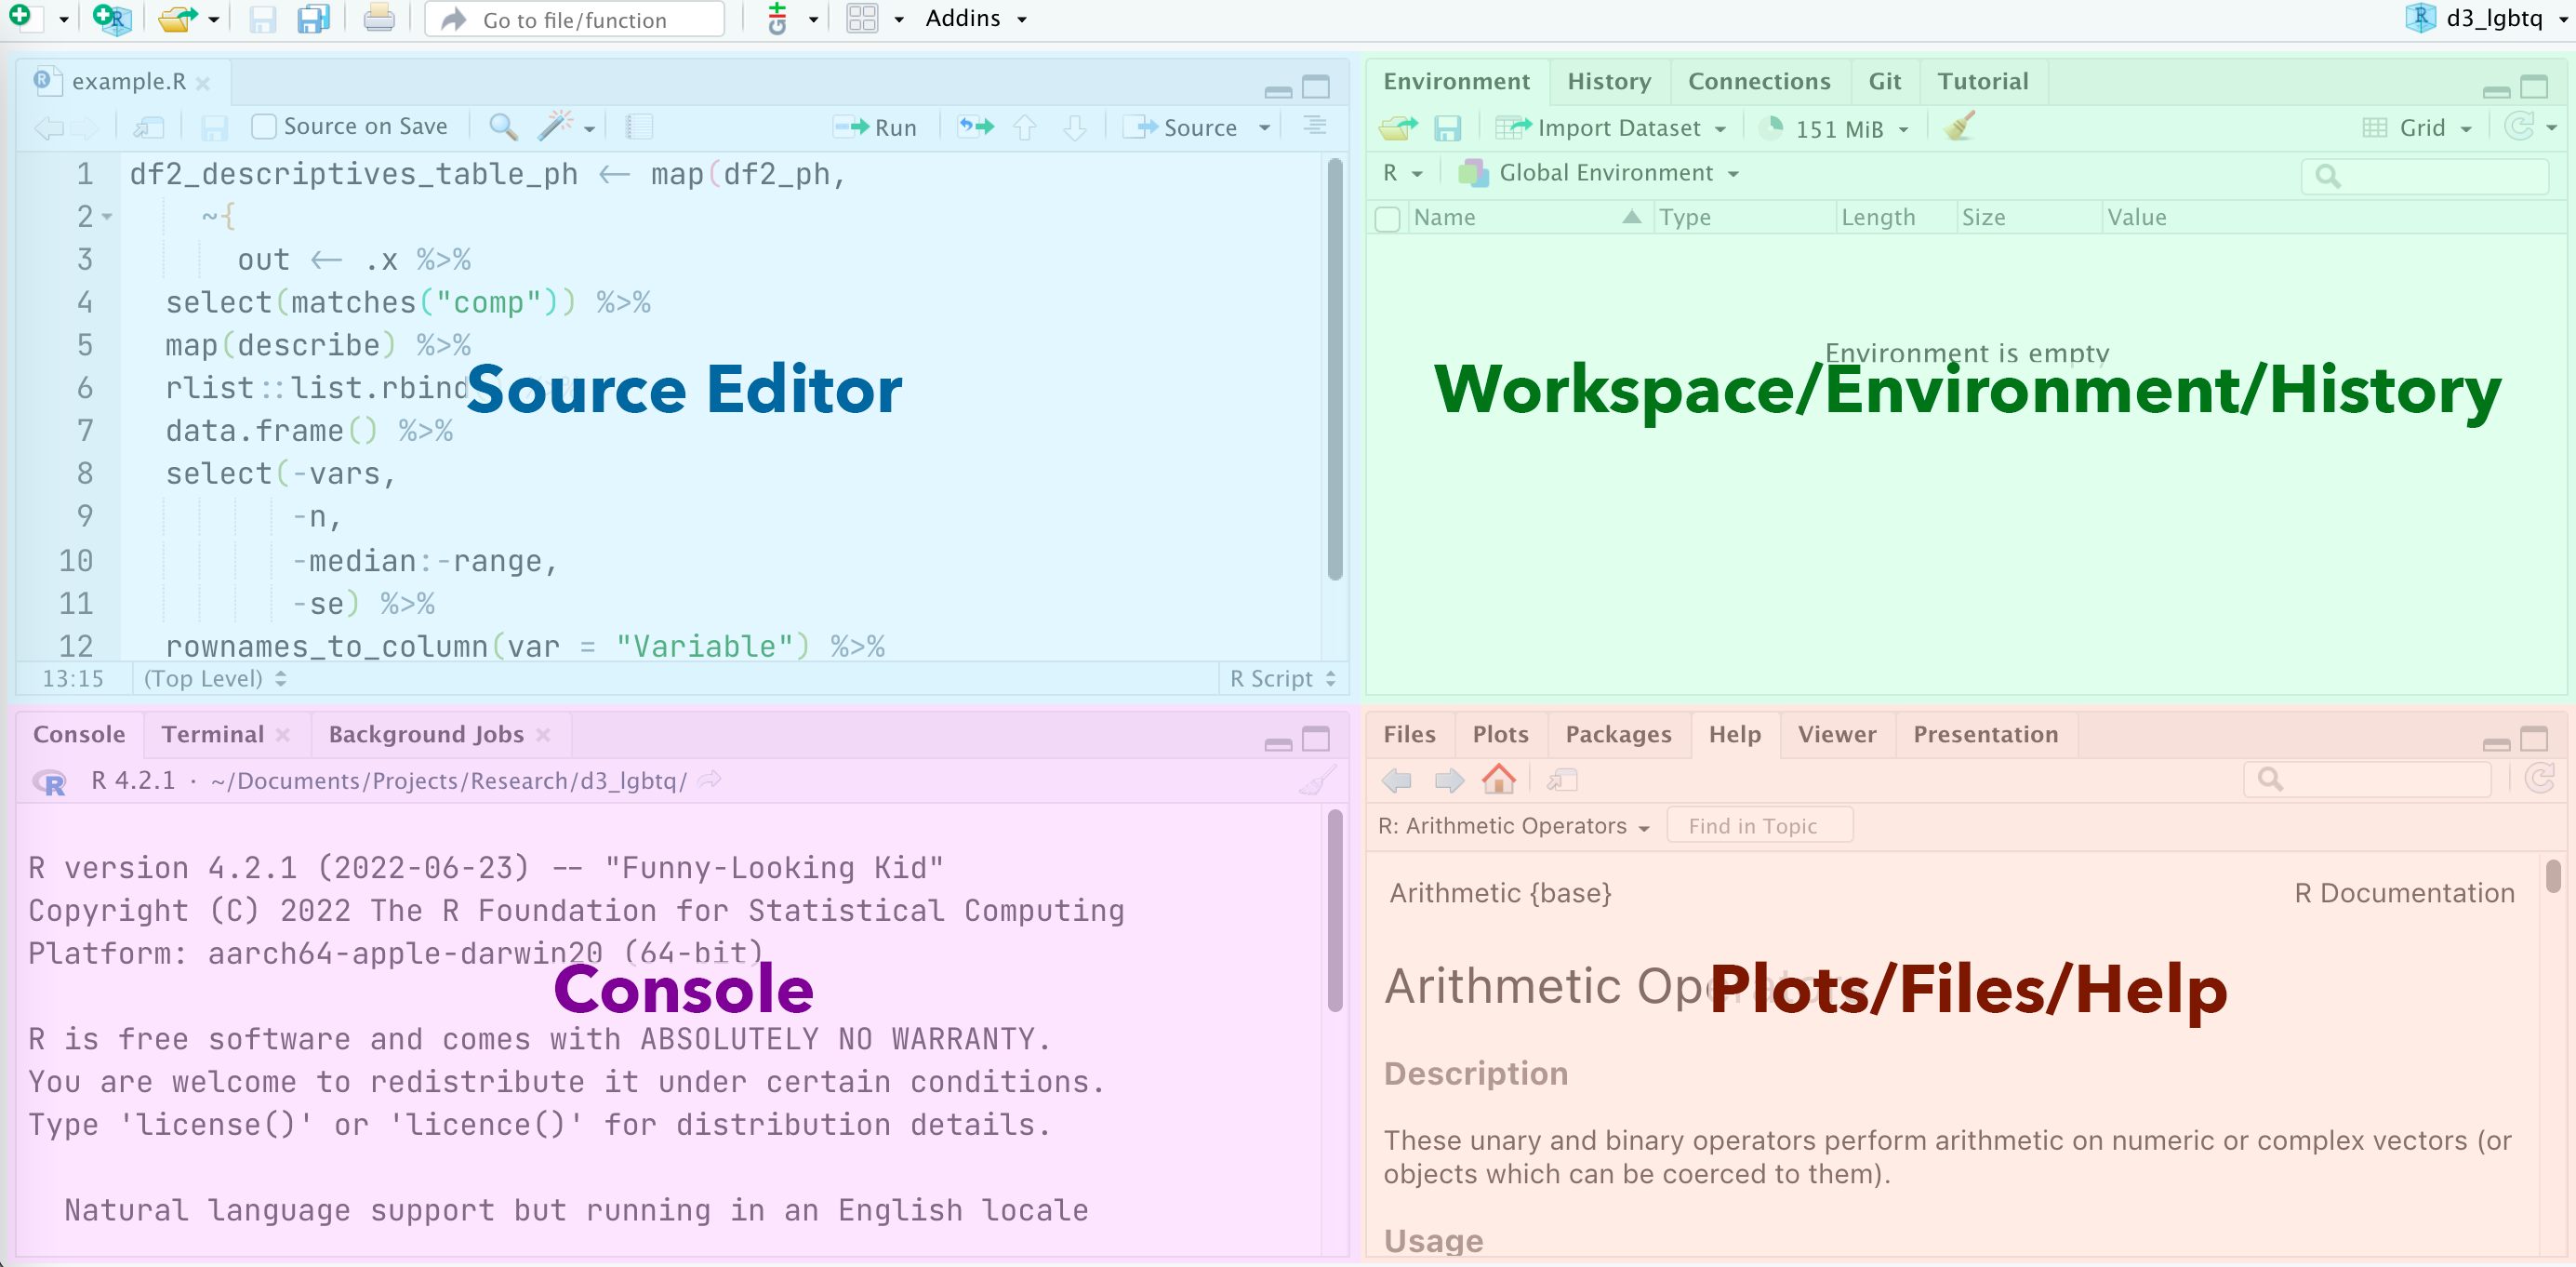 Go to file/function
Git
Addins
R
d3_lgbtq
R
example.R
Source on Save
Run
Source
1 df2_descriptives_table_ph <- map(df2_ph,
2 ~{
3 out <- .x %>%
4 select(matches("comp")) %>%
5 map(describe) %>%
6 rlist::list.rbind
7 data.frame() %>%
8 select(-vars,
9 -n,
10 -median:-range,
11 -se) %>%
12 rownames_to_column(var = "Variable") %>%
13:15 (Top Level) R Script
Source Editor
Environment History Connections Git Tutorial
Import Dataset 151 MiB Grid
R Global Environment
Name Type Length Size Value
Environment is empty
Workspace/Environment/History
Console Terminal Background Jobs
R R 4.2.1 · ~/Documents/Projects/Research/d3_lgbtq/
R version 4.2.1 (2022-06-23) -- "Funny-Looking Kid"
Copyright (C) 2022 The R Foundation for Statistical Computing
Platform: aarch64-apple-darwin20 (64-bit)
Console
R is free software and comes with ABSOLUTELY NO WARRANTY.
You are welcome to redistribute it under certain conditions.
Type 'license()' or 'licence()' for distribution details.
Natural language support but running in an English locale
Files Plots Packages Help Viewer Presentation
R: Arithmetic Operators Find in Topic
Arithmetic {base} R Documentation
Arithmetic Op
Plots/Files/Help
Description
These unary and binary operators perform arithmetic on numeric or complex vectors (or
objects which can be coerced to them).
Usage